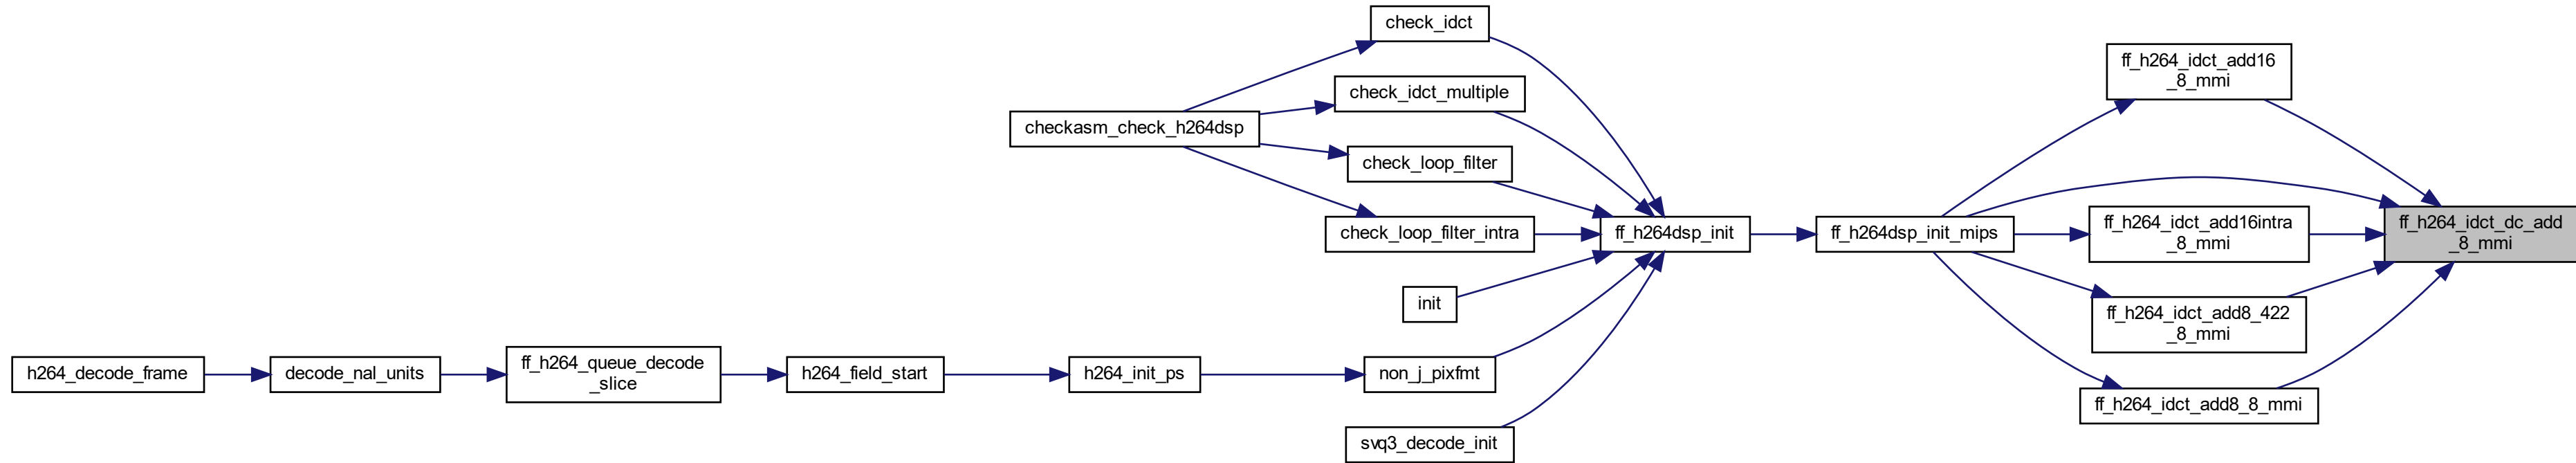 check_idct
check_idct_multiple
checkasm_check_h264dsp
check_loop_filter
check_loop_filter_intra
ff_h264dsp_init
ff_h264dsp_init_mips
ff_h264_idct_add16
_8_mmi
ff_h264_idct_add16intra
_8_mmi
ff_h264_idct_dc_add
_8_mmi
ff_h264_idct_add8_422
_8_mmi
ff_h264_idct_add8_8_mmi
init
h264_decode_frame
decode_nal_units
ff_h264_queue_decode
_slice
h264_field_start
h264_init_ps
non_j_pixfmt
svq3_decode_init